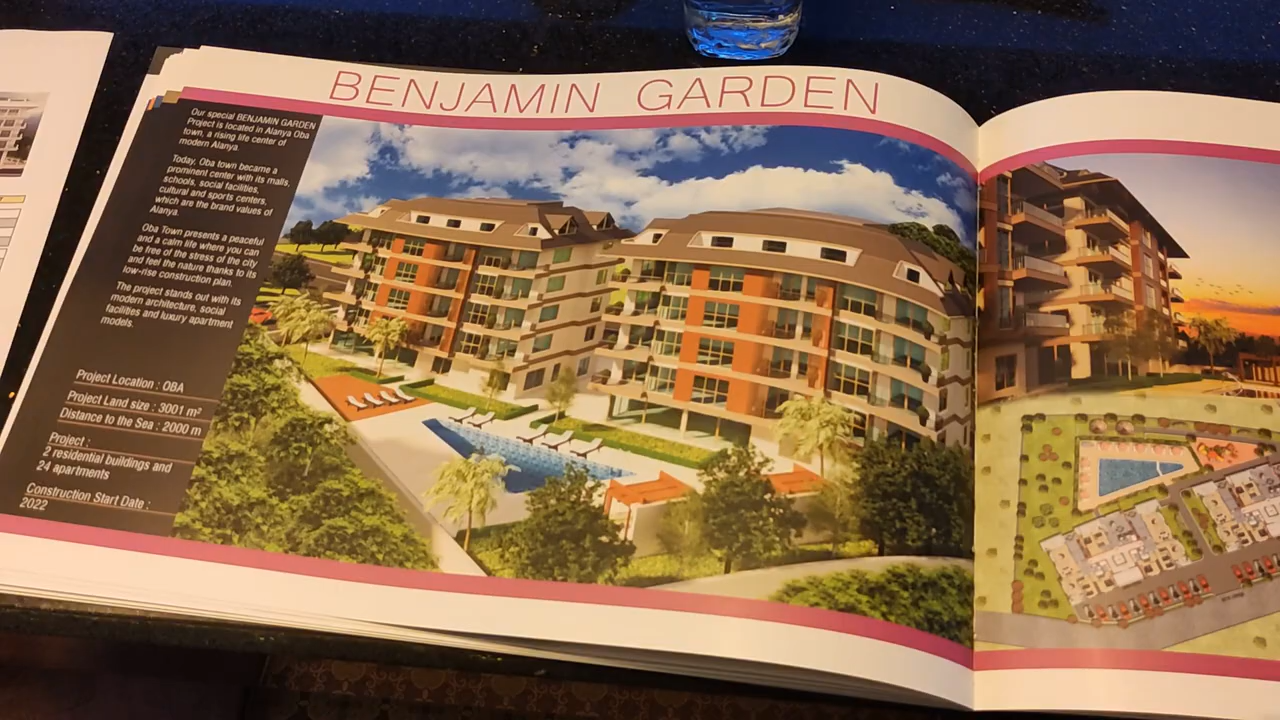 BENJAMIN GARDEN
Our special BENJAMIN GARDEN
Project is located in Alanya Oba
town, a rising life center of
modern Alanya.
Today, Oba town became a
prominent center with its malls,
schools, social facilities,
cultural and sports centers,
which are the brand values of
Alanya.
Oba Town presents a peaceful
and a calm life where you can
be free of the stress of the city
and feel the nature thanks to its
low-rise construction plan.
The project stands out with its
modern architecture, social
facilities and luxury apartment
models.
Project Location : OBA
Project Land size : 3001 m²
Distance to the Sea : 2000 m
Project :
2 residential buildings and
24 apartments
Construction Start Date :
2022